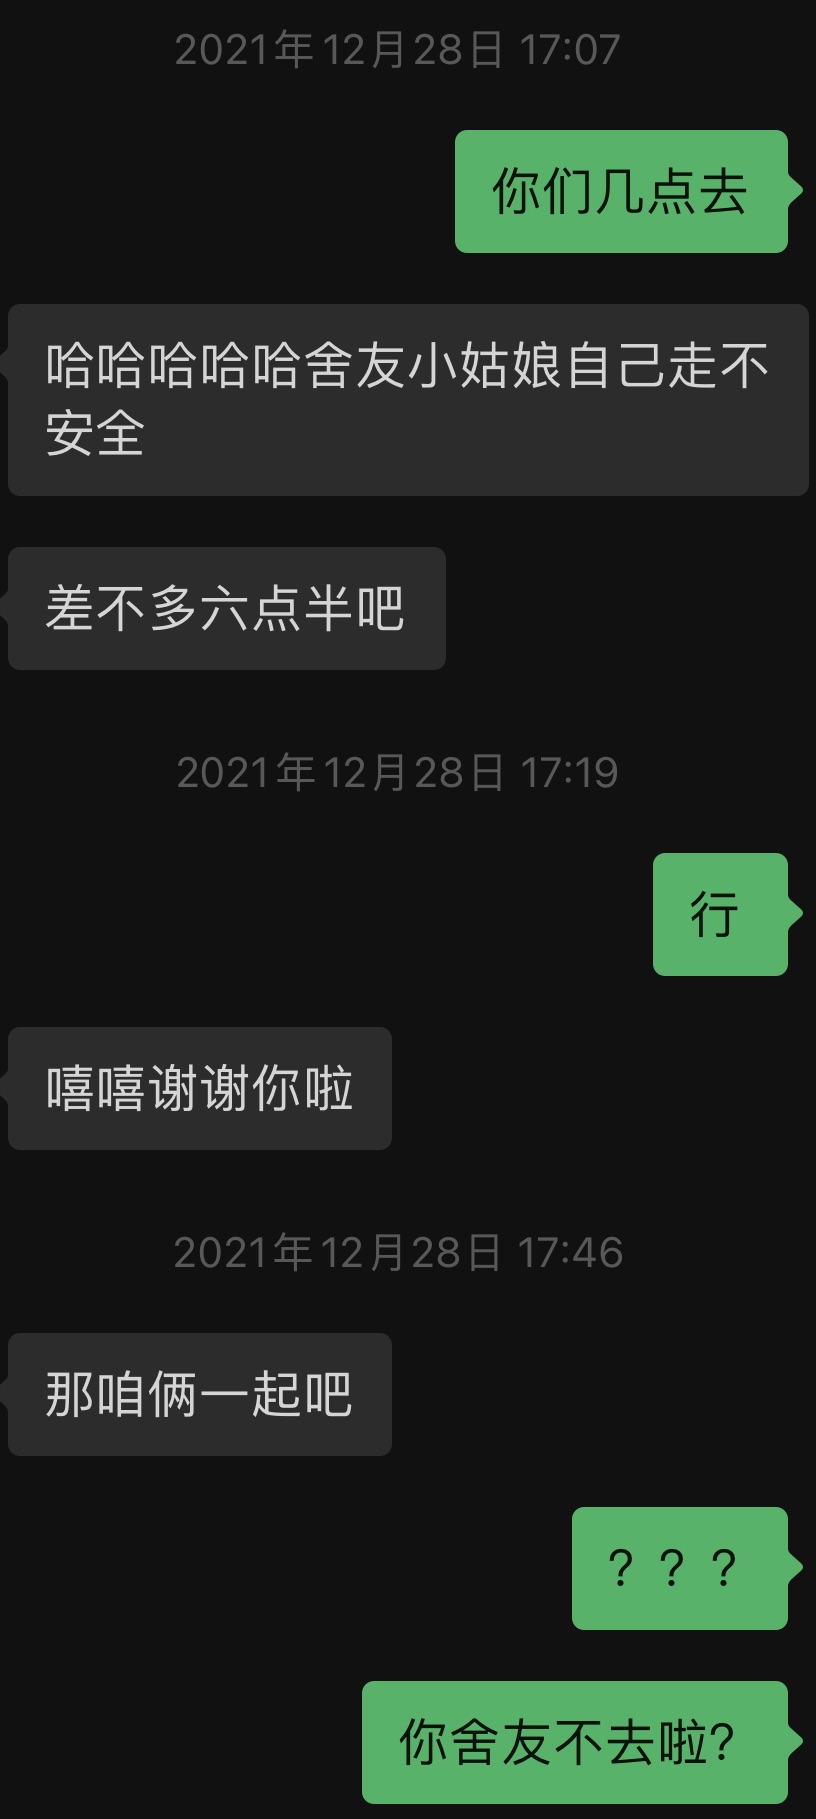 2021年12月28日 17:07
你们几点去
哈哈哈哈哈舍友小姑娘自己走不
安全
差不多六点半吧
2021年12月28日 17:19
行
嘻嘻谢谢你啦
2021年12月28日 17:46
那咱俩一起吧
？？？
你舍友不去啦?